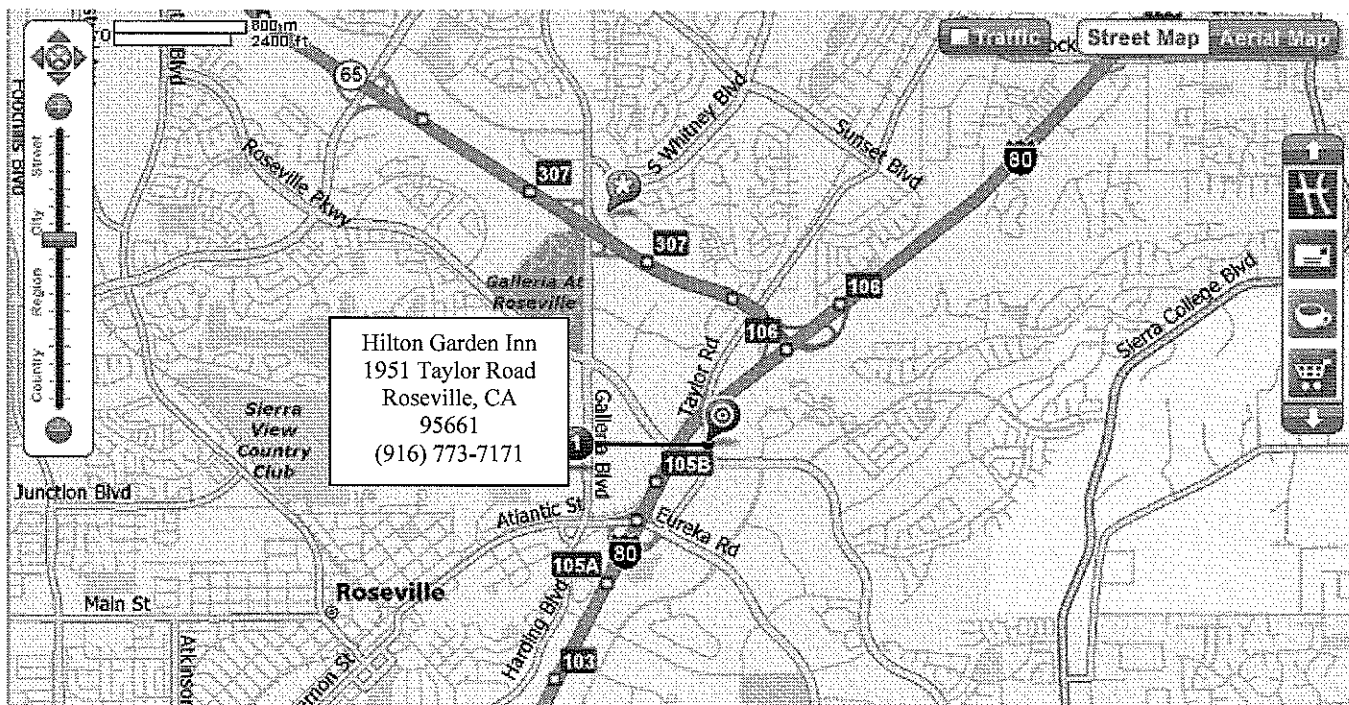 800 m
2400 ft
Traffic
Street Map
Aerial Map
Blvd
65
S Whitney Blvd
Sunset Blvd
80
Foothills Blvd
Street
City
Region
Country
Roseville Pkwy
307
307
Galleria At
Roseville
106
106
Sierra College Blvd
Taylor Rd
Hilton Garden Inn
1951 Taylor Road
Roseville, CA
95661
(916) 773-7171
Sierra
View
Country
Club
Galleria Blvd
1
105B
Junction Blvd
Atlantic St
Eureka Rd
80
105A
Harding Blvd
Roseville
Main St
Atkinson
103